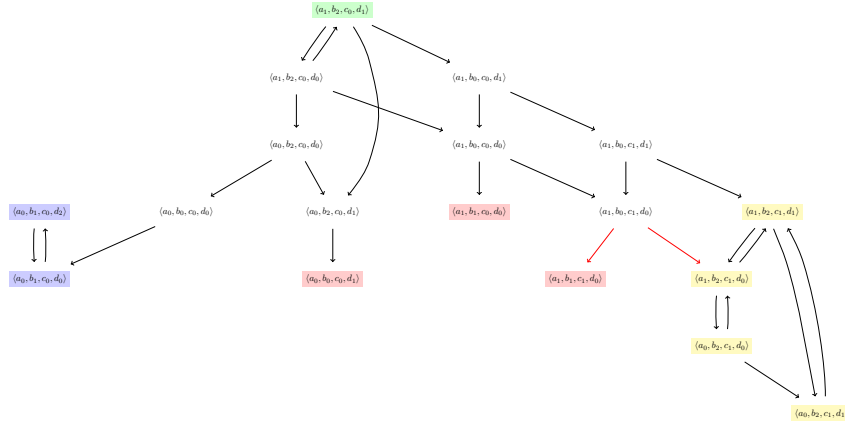 ⟨a₁, b₂, c₀, d₁⟩
⟨a₁, b₂, c₀, d₀⟩ ⟨a₁, b₀, c₀, d₁⟩
⟨a₀, b₂, c₀, d₀⟩ ⟨a₁, b₀, c₀, d₀⟩ ⟨a₁, b₀, c₁, d₁⟩
⟨a₀, b₁, c₀, d₂⟩ ⟨a₀, b₀, c₀, d₀⟩ ⟨a₀, b₂, c₀, d₁⟩ ⟨a₁, b₁, c₀, d₀⟩ ⟨a₁, b₀, c₁, d₀⟩ ⟨a₁, b₂, c₁, d₁⟩
⟨a₀, b₁, c₀, d₀⟩ ⟨a₀, b₀, c₀, d₁⟩ ⟨a₁, b₁, c₁, d₀⟩ ⟨a₁, b₂, c₁, d₀⟩
⟨a₀, b₂, c₁, d₀⟩
⟨a₀, b₂, c₁, d₁